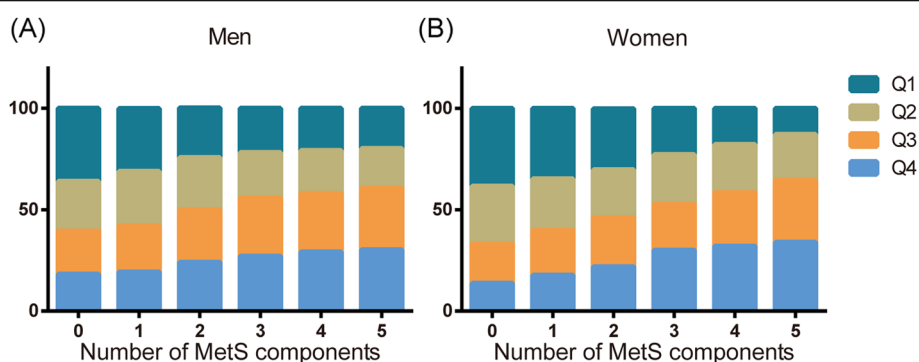 (A)
Men
100
50
0
0 1 2 3 4 5
Number of MetS components
(B)
Women
100
50
0
0 1 2 3 4 5
Number of MetS components
Q1
Q2
Q3
Q4